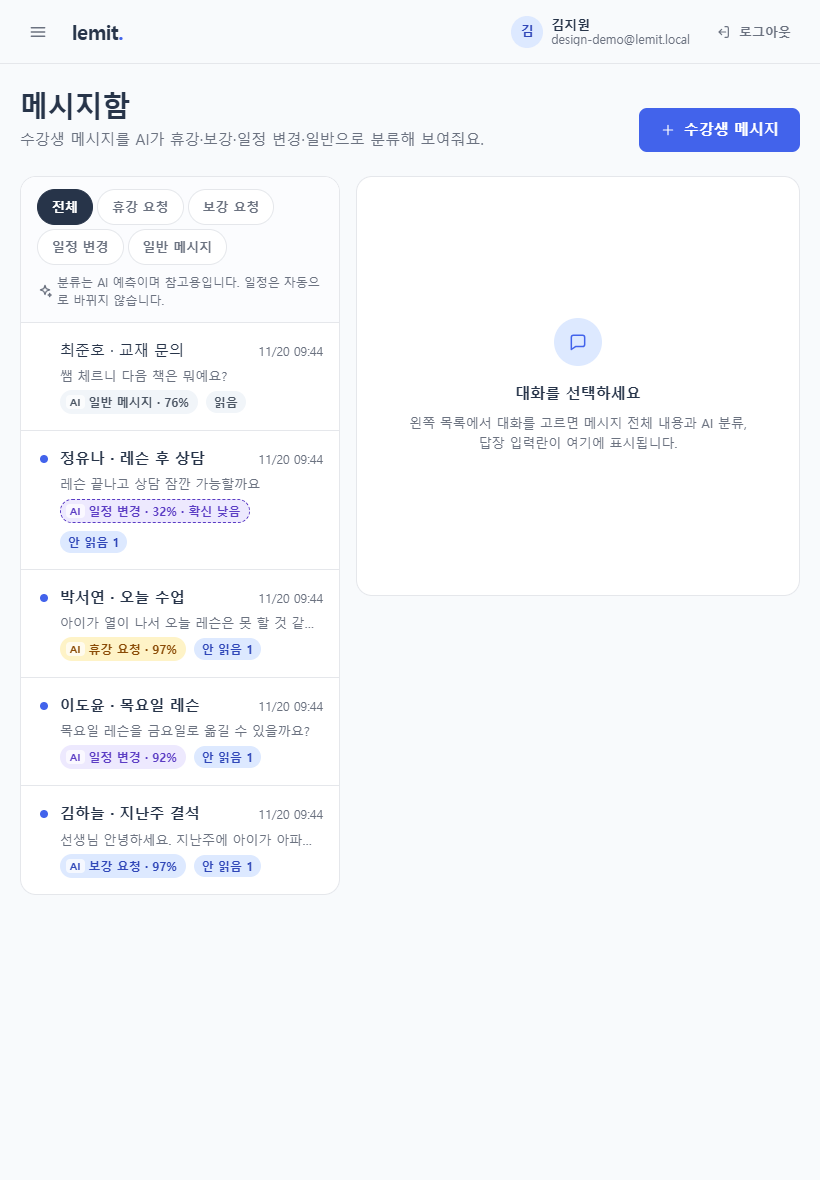 lemit.
김
김지원
design-demo@lemit.local
로그아웃
메시지함
수강생 메시지를 AI가 휴강·보강·일정 변경·일반으로 분류해 보여줘요.
+ 수강생 메시지
전체
휴강 요청
보강 요청
일정 변경
일반 메시지
분류는 AI 예측이며 참고용입니다. 일정은 자동으
로 바뀌지 않습니다.
최준호 · 교재 문의
11/20 09:44
쌤 체르니 다음 책은 뭐예요?
AI 일반 메시지 · 76%
읽음
정유나 · 레슨 후 상담
11/20 09:44
레슨 끝나고 상담 잠깐 가능할까요
AI 일정 변경 · 32% · 확신 낮음
안 읽음 1
박서연 · 오늘 수업
11/20 09:44
아이가 열이 나서 오늘 레슨은 못 할 것 같...
AI 휴강 요청 · 97%
안 읽음 1
이도윤 · 목요일 레슨
11/20 09:44
목요일 레슨을 금요일로 옮길 수 있을까요?
AI 일정 변경 · 92%
안 읽음 1
김하늘 · 지난주 결석
11/20 09:44
선생님 안녕하세요. 지난주에 아이가 아파...
AI 보강 요청 · 97%
안 읽음 1
대화를 선택하세요
왼쪽 목록에서 대화를 고르면 메시지 전체 내용과 AI 분류,
답장 입력란이 여기에 표시됩니다.